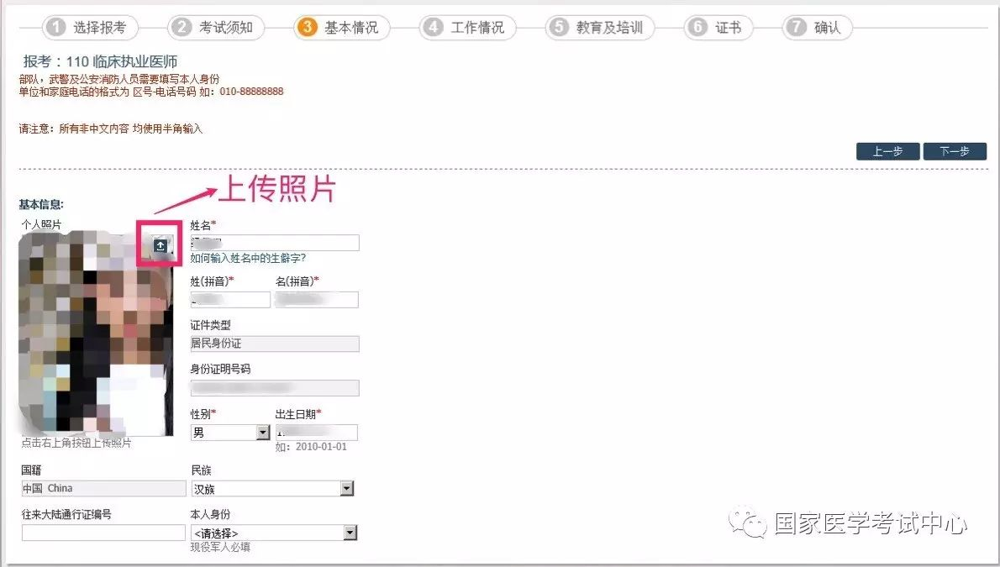 1 选择报考 2 考试须知 3 基本情况 4 工作情况 5 教育及培训 6 证书 7 确认
报考：110 临床执业医师
部队，武警及公安消防人员需要填写本人身份
单位和家庭电话的格式为 区号-电话号码 如：010-88888888
请注意：所有非中文内容 均使用半角输入
上一步 下一步
上传照片
基本信息:
个人照片
姓名*
如何输入姓名中的生僻字?
姓(拼音)* 名(拼音)*
证件类型
居民身份证
身份证明号码
性别* 出生日期*
男
如：2010-01-01
点击右上角按钮上传照片
国籍 民族
中国 China 汉族
往来大陆通行证编号 本人身份
<请选择>
现役军人必填
国家医学考试中心